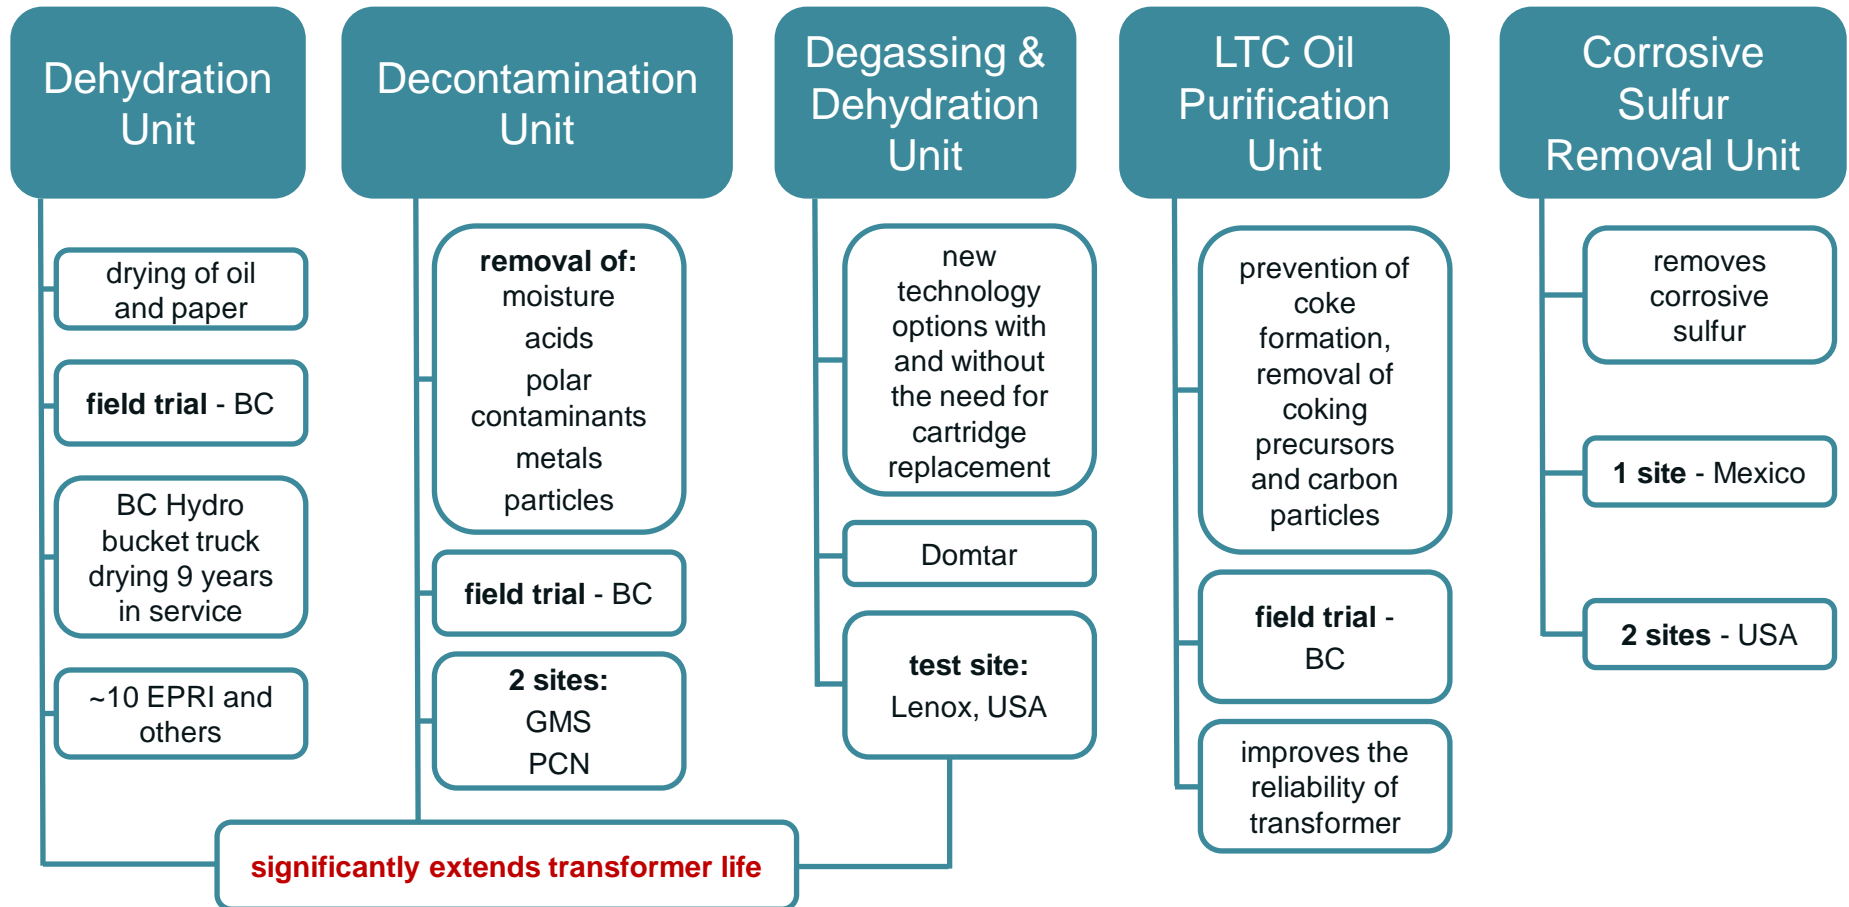 Dehydration
Unit
drying of oil
and paper
field trial - BC
BC Hydro
bucket truck
drying 9 years
in service
~10 EPRI and
others
Decontamination
Unit
removal of:
moisture
acids
polar
contaminants
metals
particles
field trial - BC
2 sites:
GMS
PCN
Degassing &
Dehydration
Unit
new
technology
options with
and without
the need for
cartridge
replacement
Domtar
test site:
Lenox, USA
significantly extends transformer life
LTC Oil
Purification
Unit
prevention of
coke
formation,
removal of
coking
precursors
and carbon
particles
field trial -
BC
improves the
reliability of
transformer
Corrosive
Sulfur
Removal Unit
removes
corrosive
sulfur
1 site - Mexico
2 sites - USA